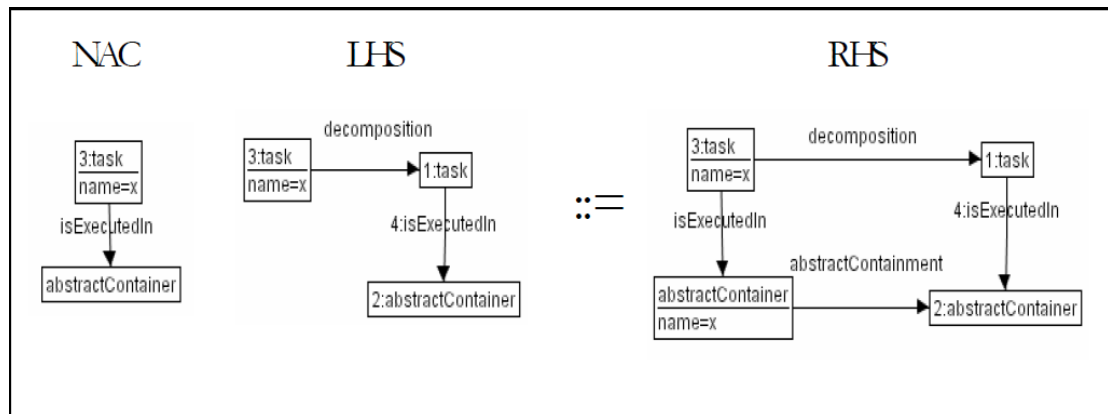 NAC
LHS
RHS
3:task
name=x
isExecutedIn
abstractContainer
decomposition
3:task
name=x
1:task
4:isExecutedIn
2:abstractContainer
::=
decomposition
3:task
name=x
1:task
isExecutedIn
4:isExecutedIn
abstractContainment
abstractContainer
name=x
2:abstractContainer